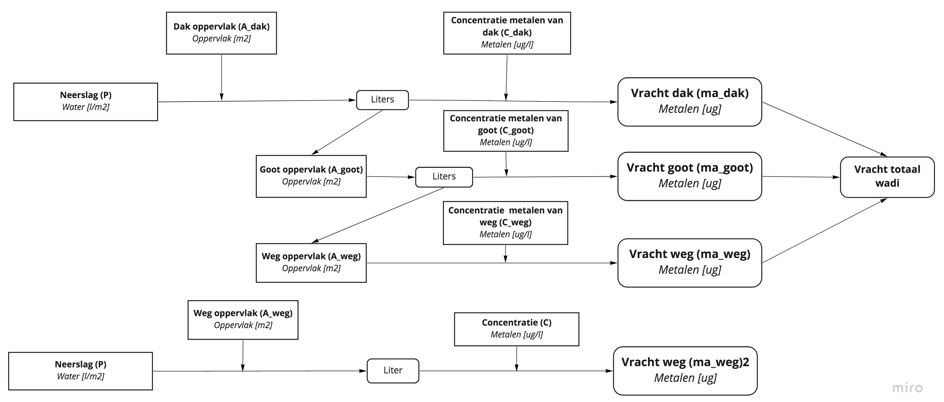 Dak oppervlak (A_dak)
Oppervlak [m2]
Concentratie metalen van
dak (C_dak)
Metalen [ug/l]
Neerslag (P)
Water [l/m2]
Liters
Vracht dak (ma_dak)
Metalen [ug]
Concentratie metalen van
goot (C_goot)
Metalen [ug/l]
Goot oppervlak (A_goot)
Oppervlak [m2]
Liters
Vracht goot (ma_goot)
Metalen [ug]
Vracht totaal
wadi
Concentratie metalen van
weg (C_weg)
Metalen [ug/l]
Weg oppervlak (A_weg)
Oppervlak [m2]
Vracht weg (ma_weg)
Metalen [ug]
Weg oppervlak (A_weg)
Oppervlak [m2]
Concentratie (C)
Metalen [ug/l]
Neerslag (P)
Water [l/m2]
Liter
Vracht weg (ma_weg)2
Metalen [ug]
miro